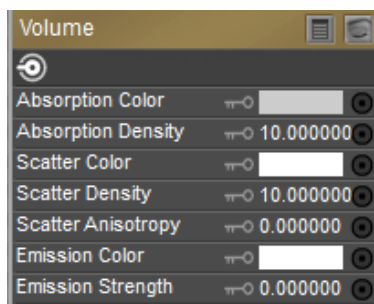 Volume
Absorption Color
Absorption Density 10.000000
Scatter Color
Scatter Density 10.000000
Scatter Anisotropy 0.000000
Emission Color
Emission Strength 0.000000